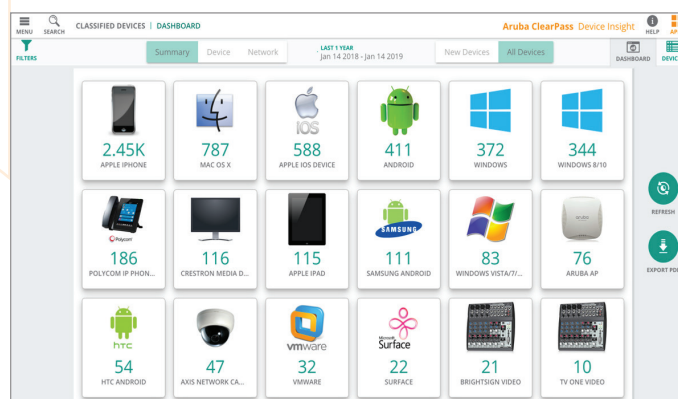 MENU
SEARCH
CLASSIFIED DEVICES | DASHBOARD
Aruba ClearPass Device Insight
HELP
FILTERS
Summary Device Network
LAST 1 YEAR
Jan 14 2018 - Jan 14 2019
New Devices All Devices
DASHBOARD
DEVIC
iOS
2.45K 787 588 411 372 344
APPLE IPHONE MAC OS X APPLE IOS DEVICE ANDROID WINDOWS WINDOWS 8/10
REFRESH
Polycom
SAMSUNG
aruba
186 116 115 111 83 76
POLYCOM IP PHON... CRESTRON MEDIA D... APPLE IPAD SAMSUNG ANDROID WINDOWS VISTA/7/... ARUBA AP
EXPORT PDF
hTC
vmware
Microsoft
Surface
54 47 32 22 21 10
HTC ANDROID AXIS NETWORK CA... VMWARE SURFACE BRIGHTSIGN VIDEO TV ONE VIDEO